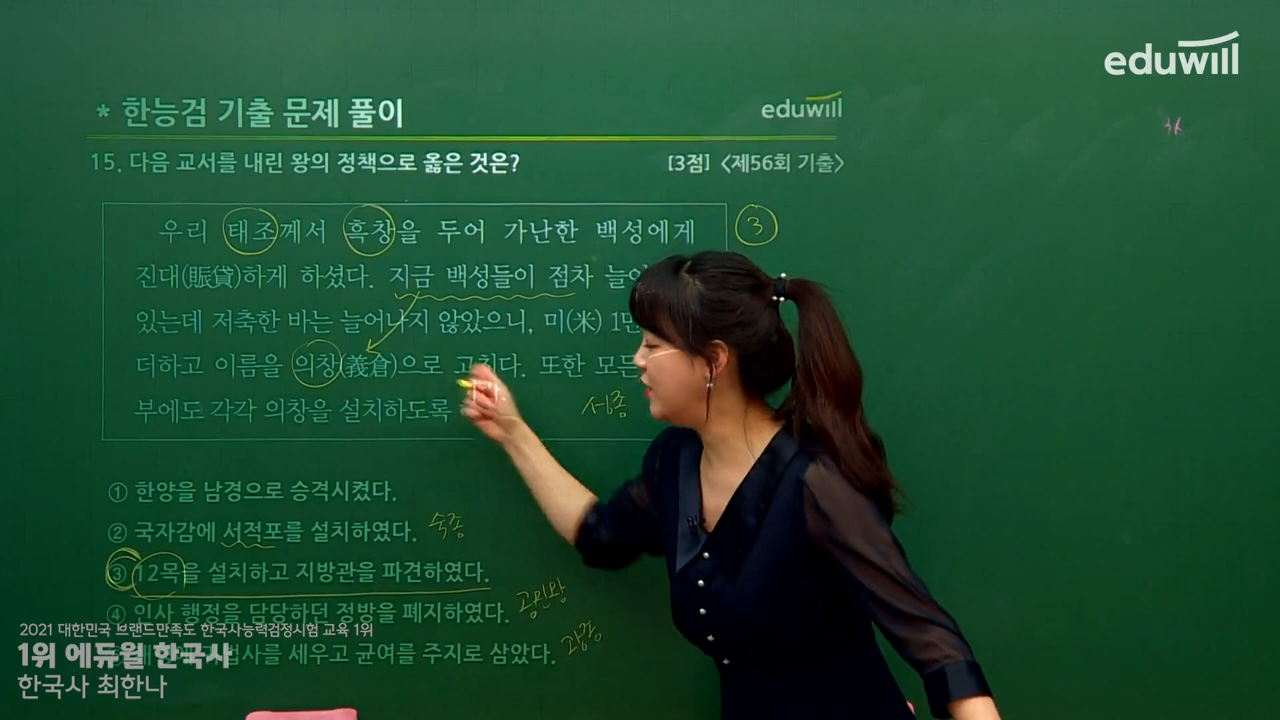 eduwill
* 한능검 기출 문제 풀이
eduwill
15. 다음 교서를 내린 왕의 정책으로 옳은 것은?
[3점] <제56회 기출>
우리 태조께서 흑창을 두어 가난한 백성에게
③
진대(賑貸)하게 하셨다. 지금 백성들이 점차
있는데 저축한 바는 늘어나지 않았으니, 미(米)
더하고 이름을 의창(義倉)으로 고친다. 또한
부에도 각각 의창을 설치하도록
① 한양을 남경으로 승격시켰다.
② 국자감에 서적포를 설치하였다. 숙종
③ 12목을 설치하고 지방관을 파견하였다.
④ 인사 행정을 담당하던 정방을 폐지하였다. 공민왕
세우고 균여를 주지로 삼았다. 광종
2021 대한민국 브랜드만족도 한국사능력검정시험 교육 1위
1위 에듀윌 한국사
한국사 최한나